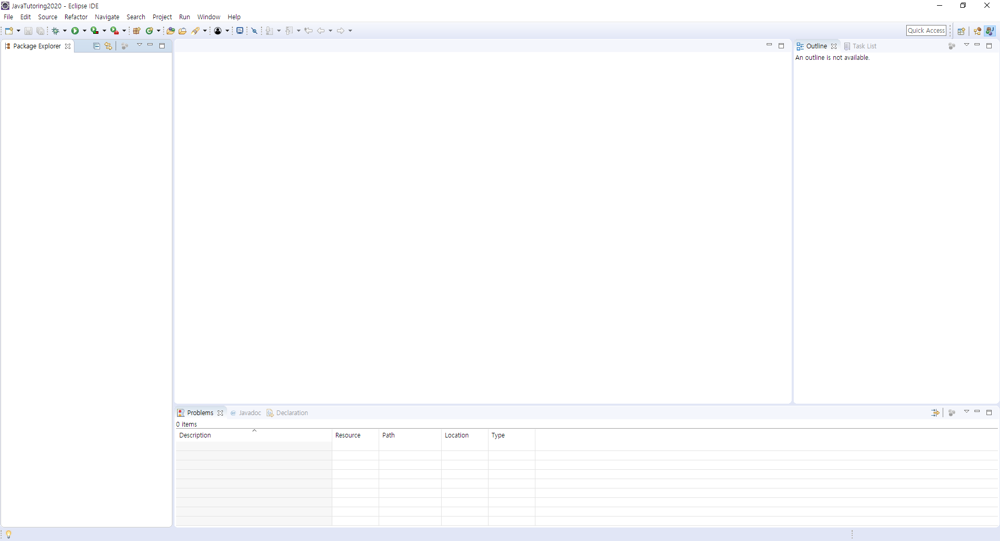 JavaTutoring2020 - Eclipse IDE
File Edit Source Refactor Navigate Search Project Run Window Help
Quick Access
Package Explorer
Outline Task List
An outline is not available.
Problems @ Javadoc Declaration
0 items
Description Resource Path Location Type